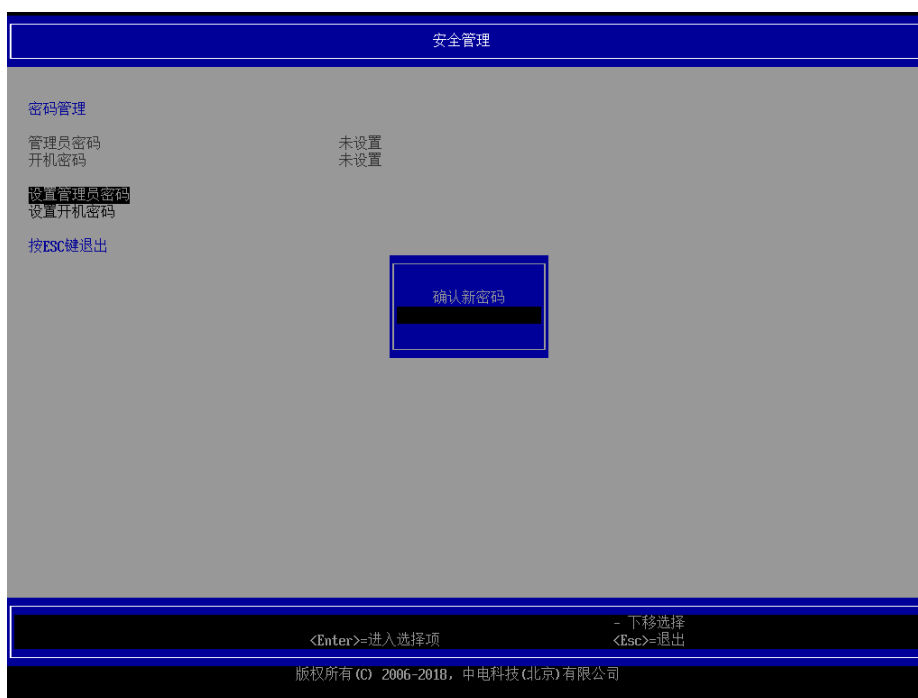 安全管理
密码管理
管理员密码 未设置
开机密码 未设置
设置管理员密码
设置开机密码
按ESC键退出
确认新密码
- 下移选择
<Enter>=进入选择项 <Esc>=退出
版权所有(C) 2006-2018, 中电科技(北京)有限公司